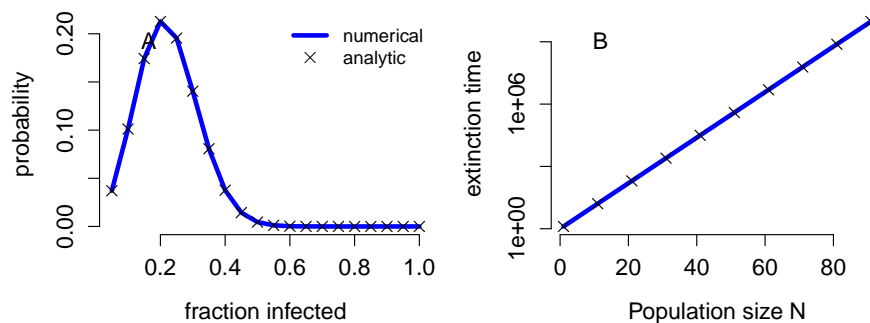 A
numerical
analytic
probability
0.00
0.10
0.20
0.2 0.4 0.6 0.8 1.0
fraction infected
B
extinction time
1e+00
1e+06
0 20 40 60 80
Population size N